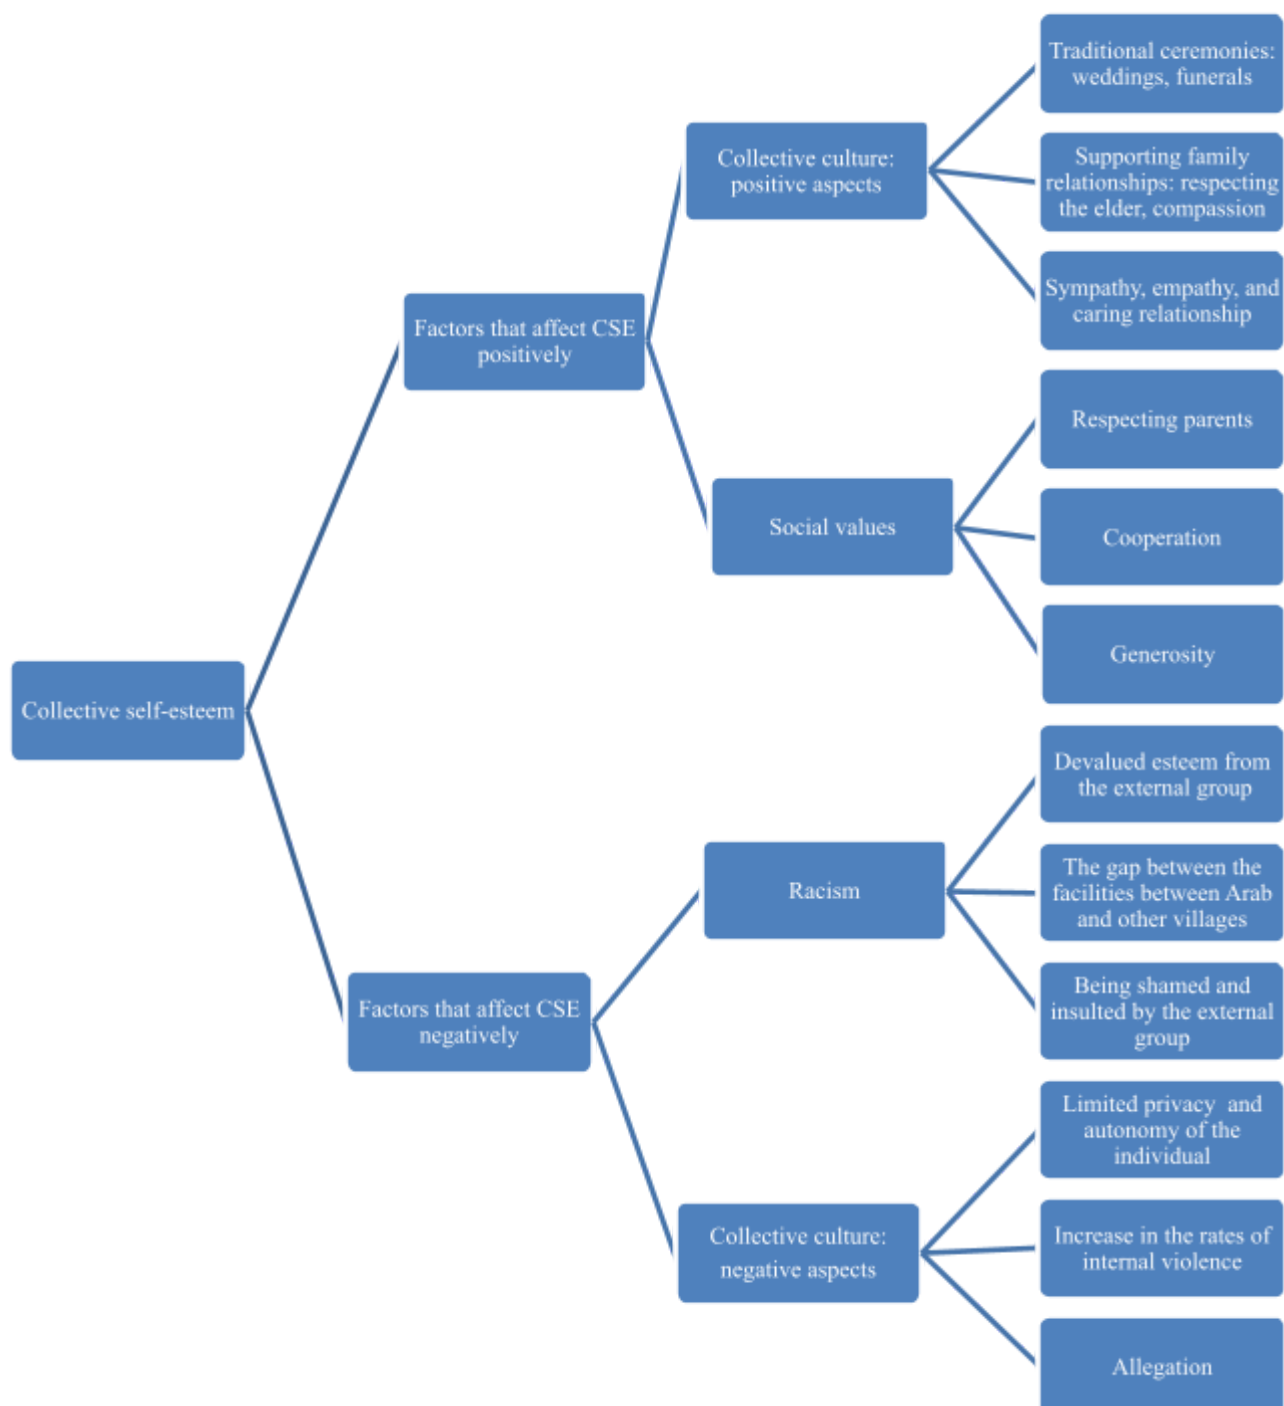 Collective self-esteem
Factors that affect CSE
positively
Collective culture:
positive aspects
Traditional ceremonies:
weddings, funerals
Supporting family
relationships: respecting
the elder, compassion
Sympathy, empathy, and
caring relationship
Social values
Respecting parents
Cooperation
Generosity
Factors that affect CSE
negatively
Racism
Devalued esteem from
the external group
The gap between the
facilities between Arab
and other villages
Being shamed and
insulted by the external
group
Collective culture:
negative aspects
Limited privacy and
autonomy of the
individual
Increase in the rates of
internal violence
Allegation